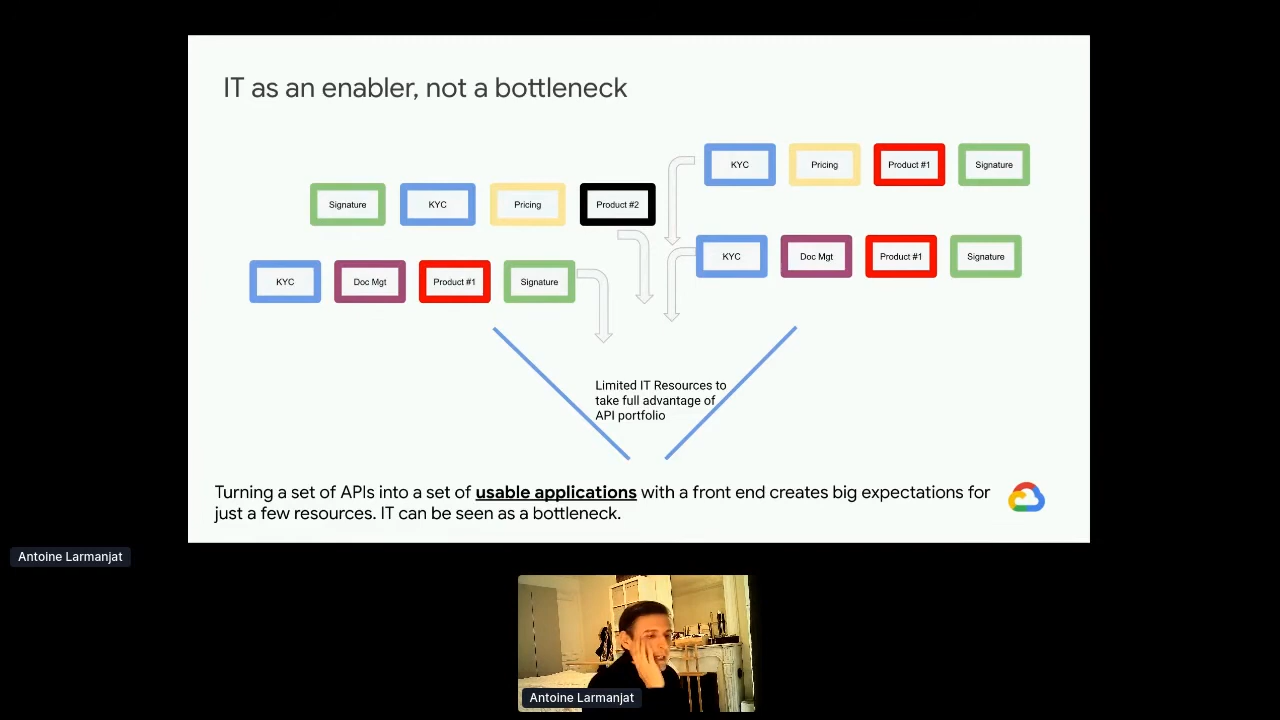 IT as an enabler, not a bottleneck
KYC
Pricing
Product #1
Signature
Signature
KYC
Pricing
Product #2
KYC
Doc Mgt
Product #1
Signature
KYC
Doc Mgt
Product #1
Signature
Limited IT Resources to
take full advantage of
API portfolio
Turning a set of APIs into a set of usable applications with a front end creates big expectations for
just a few resources. IT can be seen as a bottleneck.
Antoine Larmanjat
Antoine Larmanjat